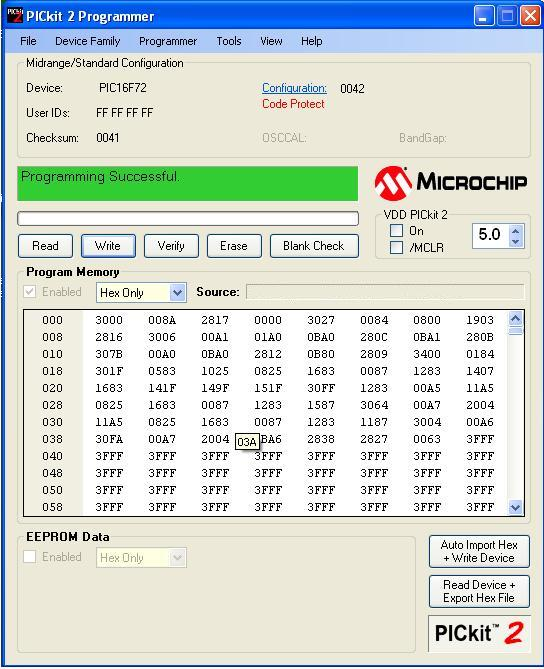 PICkit 2 Programmer
File Device Family Programmer Tools View Help
Midrange/Standard Configuration
Device: PIC16F72 Configuration: 0042
Code Protect
User IDs: FF FF FF FF
Checksum: 0041 OSCCAL: BandGap:
Programming Successful.
MICROCHIP
VDD PICkit 2
On
/MCLR
5.0
Read Write Verify Erase Blank Check
Program Memory
Enabled Hex Only Source:
000 3000 008A 2817 0000 3027 0084 0800 1903
008 2816 3006 00A1 01A0 0BA0 280C 0BA1 280B
010 307B 00A0 0BA0 2812 0B80 2809 3400 0184
018 301F 0583 1025 0825 1683 0087 1283 1407
020 1683 141F 149F 151F 30FF 1283 00A5 11A5
028 0825 1683 0087 1283 1587 3064 00A7 2004
030 11A5 0825 1683 0087 1283 1187 3004 00A6
038 30FA 00A7 2004 03A BA6 2838 2827 0063 3FFF
040 3FFF 3FFF 3FFF 3FFF 3FFF 3FFF 3FFF 3FFF
048 3FFF 3FFF 3FFF 3FFF 3FFF 3FFF 3FFF 3FFF
050 3FFF 3FFF 3FFF 3FFF 3FFF 3FFF 3FFF 3FFF
058 3FFF 3FFF 3FFF 3FFF 3FFF 3FFF 3FFF 3FFF
EEPROM Data
Enabled Hex Only
Auto Import Hex
+ Write Device
Read Device +
Export Hex File
PICkit™ 2